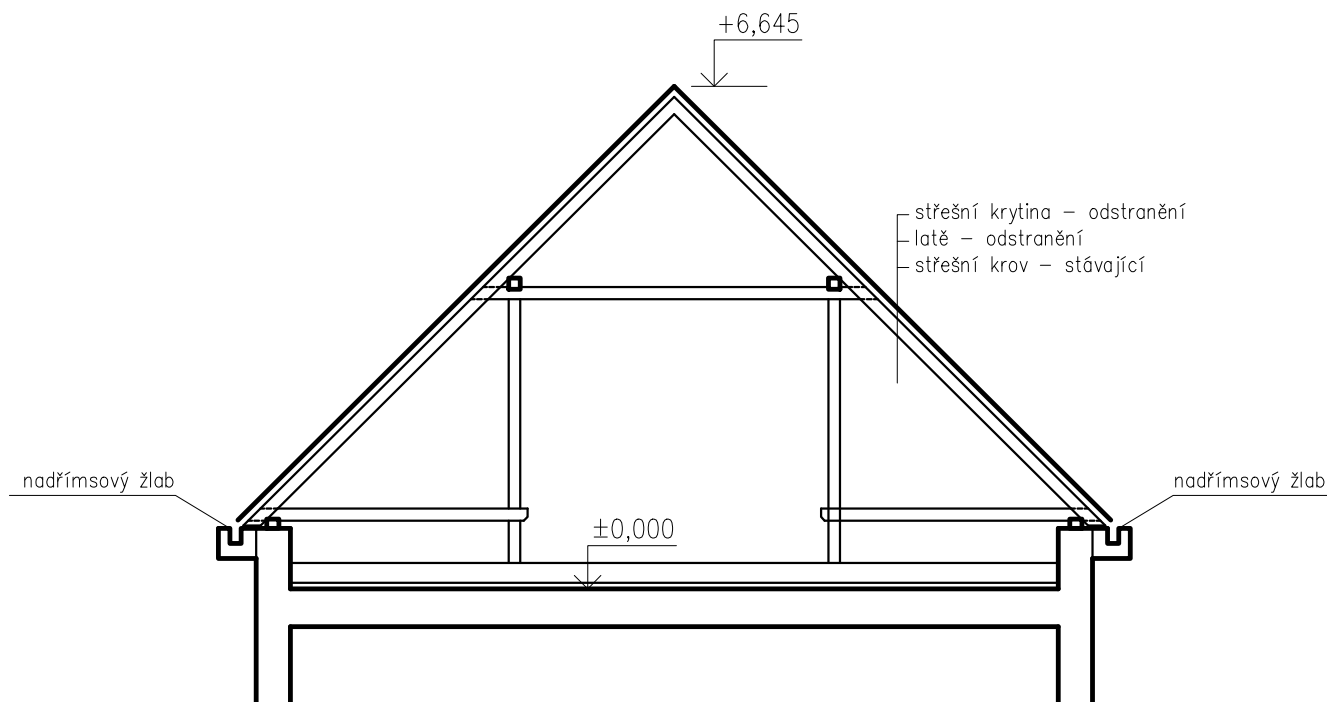 +6,645
střešní krytina – odstranění
latě – odstranění
střešní krov – stávající
nadřímsový žlab
nadřímsový žlab
±0,000